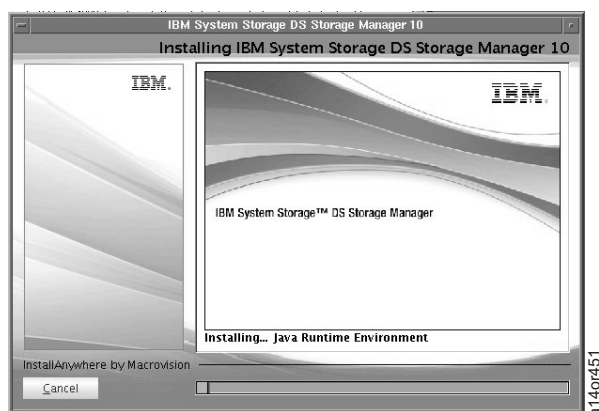 IBM System Storage DS Storage Manager 10
Installing IBM System Storage DS Storage Manager 10
IBM.
IBM.
IBM System Storage™ DS Storage Manager
Installing... Java Runtime Environment
InstallAnywhere by Macrovision
Cancel